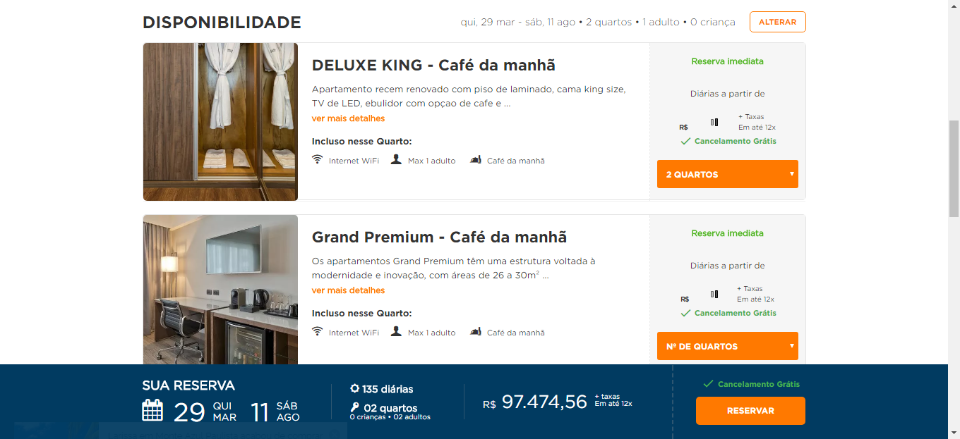 DISPONIBILIDADE
qui, 29 mar - sáb, 11 ago • 2 quartos • 1 adulto • 0 criança
ALTERAR
DELUXE KING - Café da manhã
Apartamento recem renovado com piso de laminado, cama king size,
TV de LED, ebulidor com opçao de cafe e ...
ver mais detalhes
Incluso nesse Quarto:
Internet WiFi
Max 1 adulto
Café da manhã
Reserva imediata
Diárias a partir de
R$
+ Taxas
Em até 12x
Cancelamento Grátis
2 QUARTOS
Grand Premium - Café da manhã
Os apartamentos Grand Premium têm uma estrutura voltada à
modernidade e inovação, com áreas de 26 a 30m² ...
ver mais detalhes
Incluso nesse Quarto:
Internet WiFi
Max 1 adulto
Café da manhã
Reserva imediata
Diárias a partir de
R$
+ Taxas
Em até 12x
Cancelamento Grátis
Nº DE QUARTOS
SUA RESERVA
29 QUI MAR
11 SÁB AGO
135 diárias
02 quartos
0 crianças • 02 adultos
R$ 97.474,56
+ taxas
Em até 12x
Cancelamento Grátis
RESERVAR